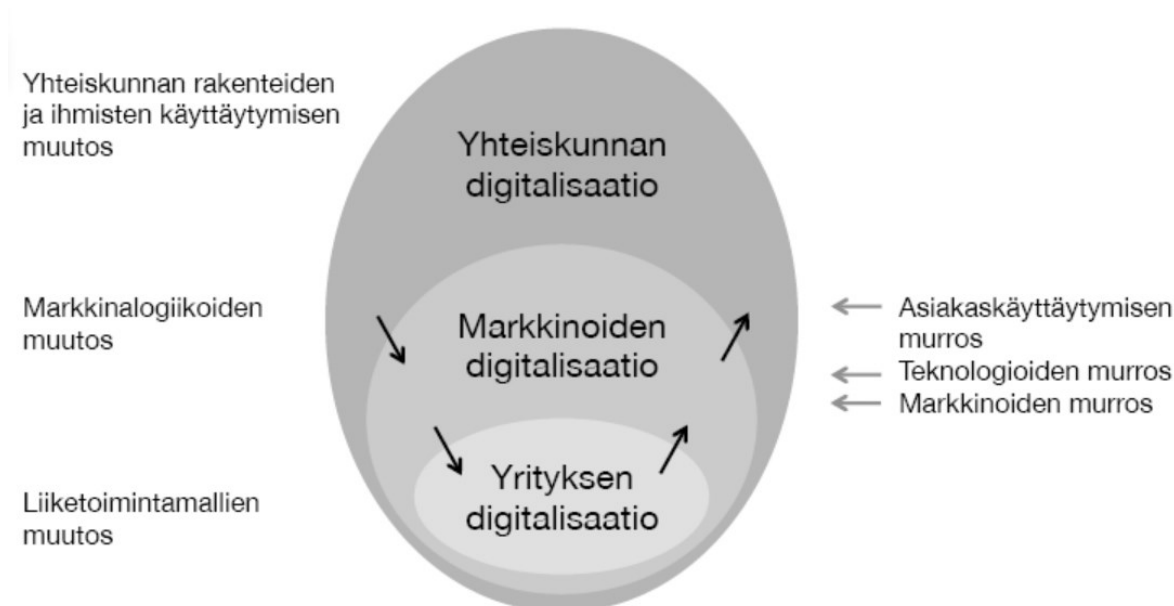 Yhteiskunnan rakenteiden
ja ihmisten käyttäytymisen
muutos
Yhteiskunnan
digitalisaatio
Markkinalogiikoiden
muutos
Markkinoiden
digitalisaatio
Asiakaskäyttäytymisen
murros
Teknologioiden murros
Markkinoiden murros
Liiketoimintamallien
muutos
Yrityksen
digitalisaatio